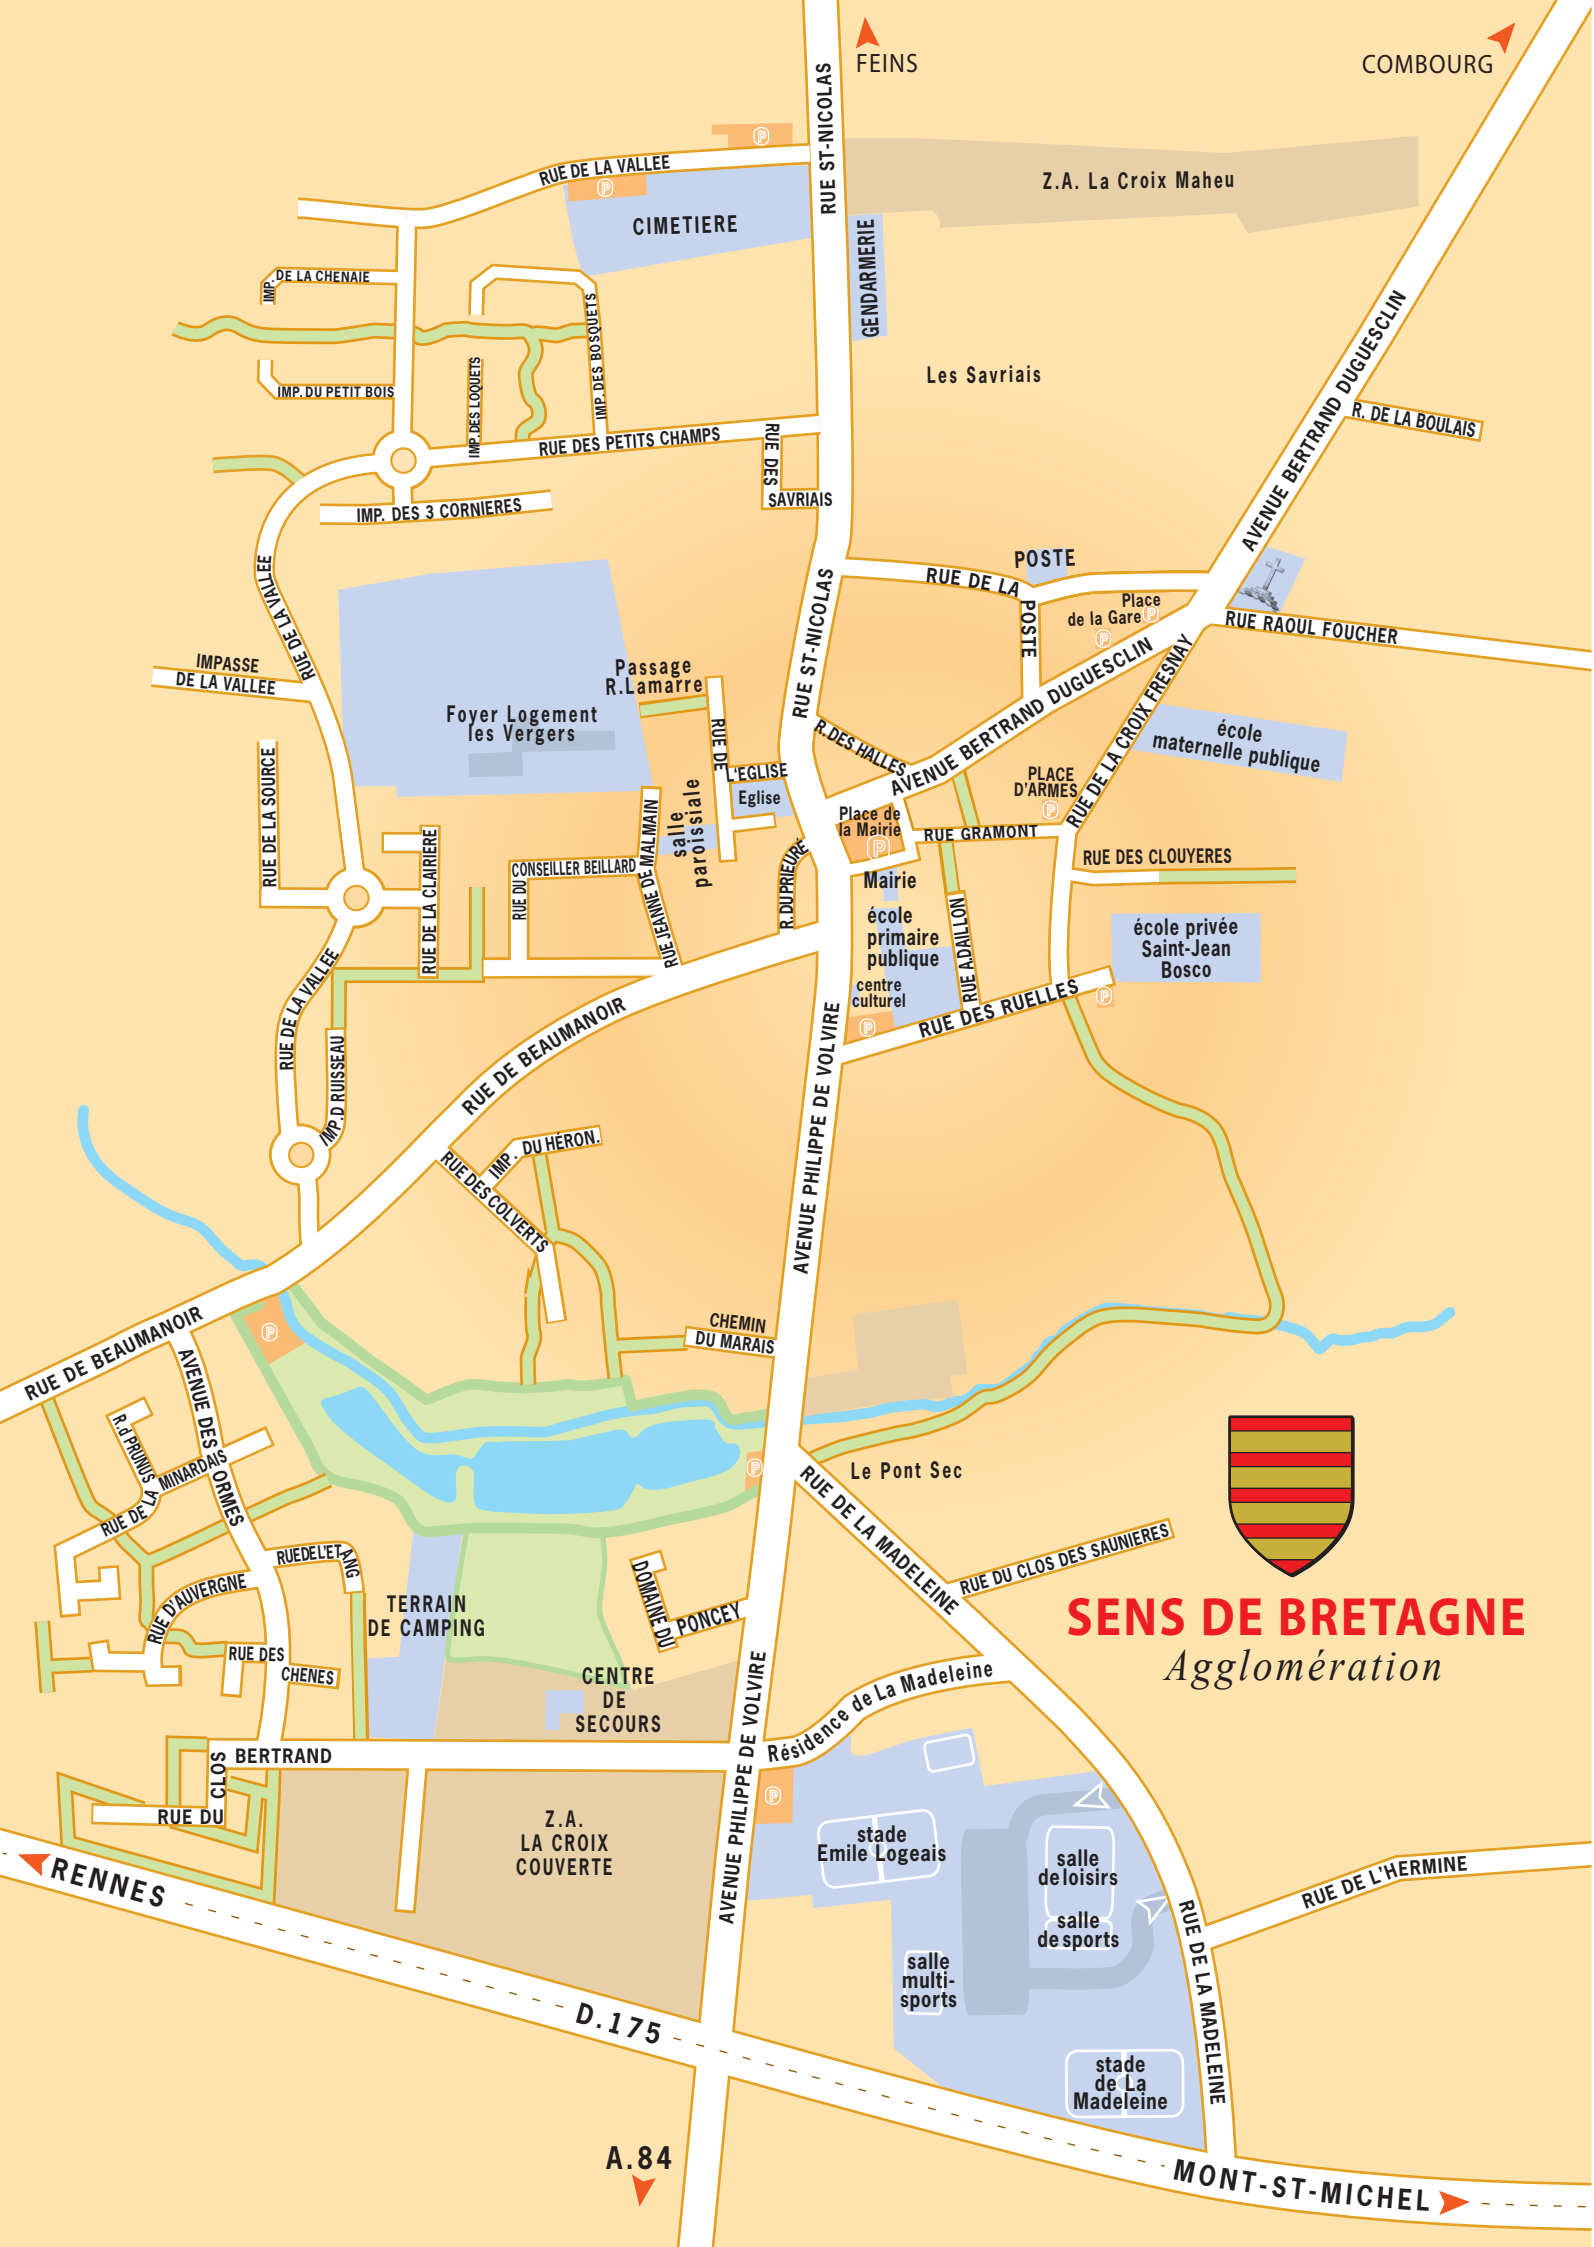 FEINS
COMBOURG
RUE ST-NICOLAS
P
RUE DE LA VALLEE
P
CIMETIERE
Z.A. La Croix Maheu
GENDARMERIE
IMP. DE LA CHENAIE
IMP. DES BOSQUETS
IMP. DES LOQUETS
IMP. DU PETIT BOIS
Les Savriais
AVENUE BERTRAND DUGUESCLIN
R. DE LA BOULAIS
RUE DES PETITS CHAMPS
RUE DES
SAVRIAIS
IMP. DES 3 CORNIERES
RUE DE LA VALLEE
POSTE
RUE DE LA
POSTE
Place
de la Gare
P
P
RUE RAOUL FOUCHER
RUE ST-NICOLAS
IMPASSE
DE LA VALLEE
Passage
R.Lamarre
Foyer Logement
les Vergers
RUE DE
L'EGLISE
Eglise
R. DES HALLES
AVENUE BERTRAND DUGUESCLIN
RUE DE LA CROIX FRESNAY
école
maternelle publique
PLACE
D'ARMES
P
Place de
la Mairie
P
RUE GRAMONT
RUE DES CLOUYERES
RUE DE LA SOURCE
RUE DE LA CLAIRIERE
RUE DU
CONSEILLER BEILLARD
RUE JEANNE DE MALMAIN
salle
paroissiale
R. DU PRIEURÉ
Mairie
école
primaire
publique
centre
culturel
P
RUE A.DAILLON
RUE DES RUELLES
école privée
Saint-Jean
Bosco
P
RUE DE LA VALLEE
IMP.D RUISSEAU
RUE DE BEAUMANOIR
AVENUE PHILIPPE DE VOLVIRE
IMP. DU HÉRON.
RUE DES COLVERTS
CHEMIN
DU MARAIS
RUE DE BEAUMANOIR
P
AVENUE DES ORMES
R.d PRUNUS
RUE DE LA MINARDAIS
P
Le Pont Sec
RUE DE LA MADELEINE
RUE DU CLOS DES SAUNIERES
SENS DE BRETAGNE
Agglomération
RUE DE L'ETANG
RUE D'AUVERGNE
RUE DES
CHENES
TERRAIN
DE CAMPING
DOMAINE DU
PONCEY
CENTRE
DE
SECOURS
AVENUE PHILIPPE DE VOLVIRE
Résidence de La Madeleine
CLOS
BERTRAND
RUE DU
P
Z.A.
LA CROIX
COUVERTE
stade
Emile Logeais
salle
de loisirs
salle
de sports
salle
multi-
sports
RUE DE L'HERMINE
RUE DE LA MADELEINE
stade
de La
Madeleine
RENNES
D.175
A.84
MONT-ST-MICHEL